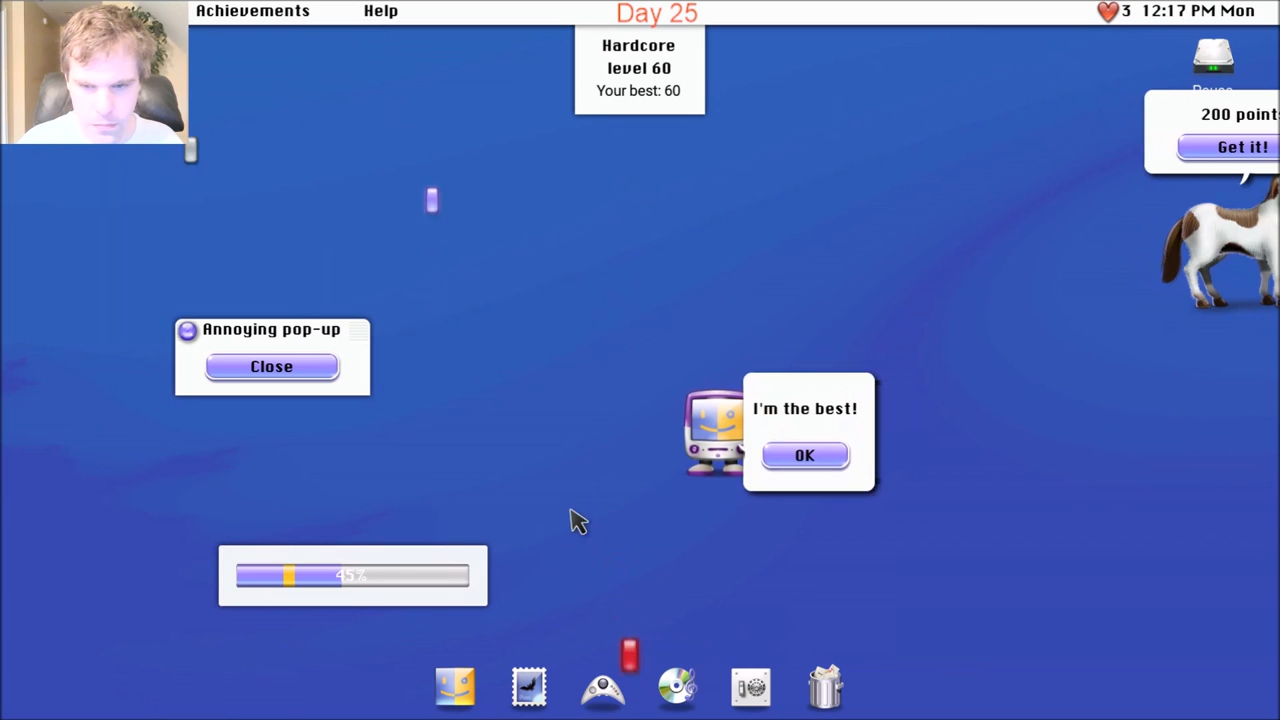 Achievements Help
Day 25
3 12:17 PM Mon
Hardcore
level 60
Your best: 60
200 point
Get it!
Annoying pop-up
Close
I'm the best!
OK
45%